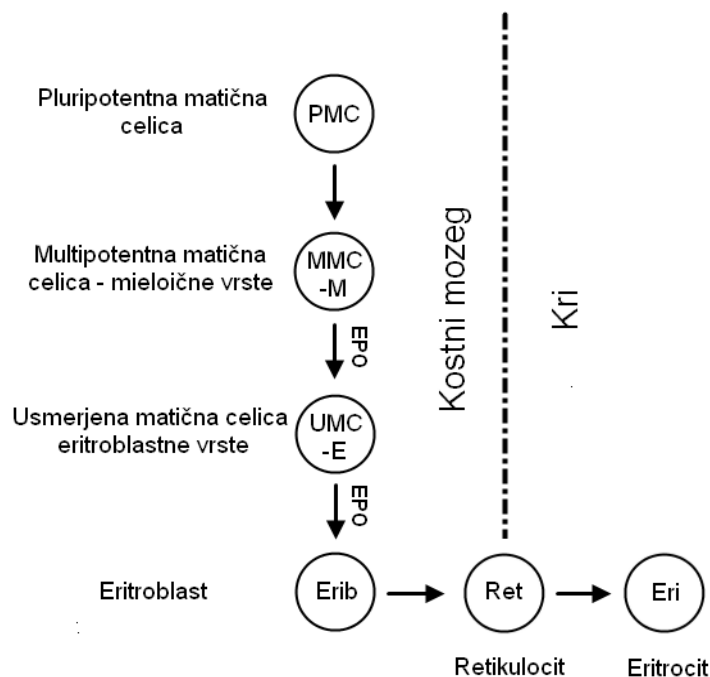 Pluripotentna matična
celica
PMC
Multipotentna matična
celica - mieloične vrste
MMC
-M
EPO
Usmerjena matična celica
eritroblastne vrste
UMC
-E
EPO
Kostni mozeg
Kri
Eritroblast
Erib
Ret
Eri
Retikulocit
Eritrocit